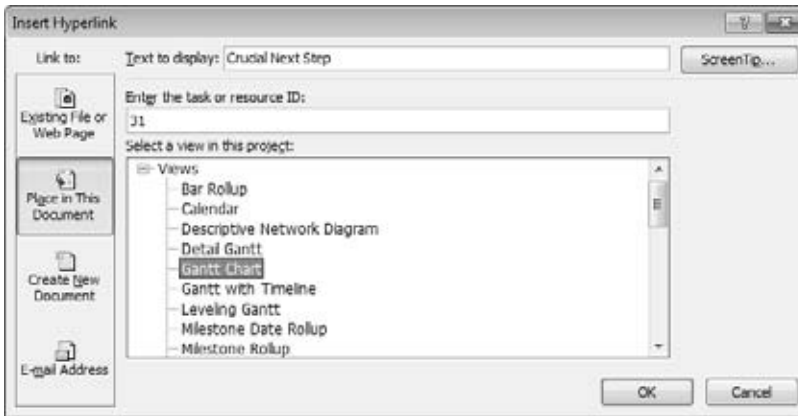 Insert Hyperlink
Link to:
Text to display: Crucial Next Step
ScreenTip...
Existing File or
Web Page
Place in This
Document
Create New
Document
E-mail Address
Enter the task or resource ID:
31
Select a view in this project:
Views
Bar Rollup
Calendar
Descriptive Network Diagram
Detail Gantt
Gantt Chart
Gantt with Timeline
Leveling Gantt
Milestone Date Rollup
Milestone Rollup
OK
Cancel